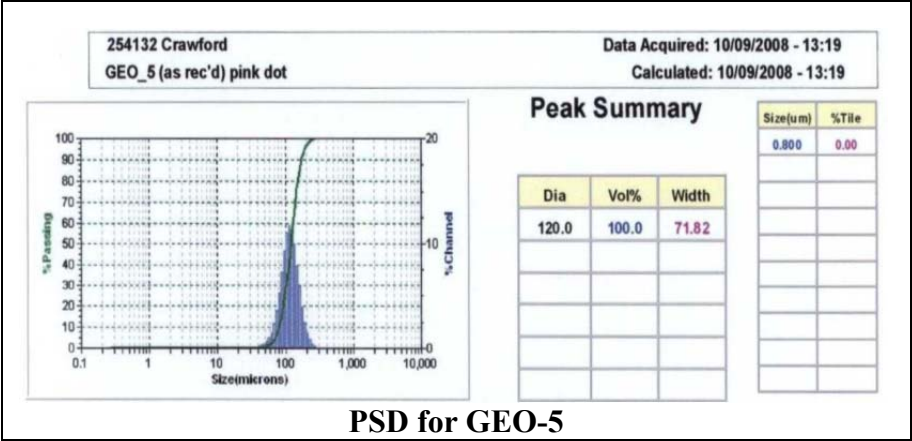 254132 Crawford
Data Acquired: 10/09/2008 - 13:19
GEO_5 (as rec'd) pink dot
Calculated: 10/09/2008 - 13:19
Peak Summary
100
90
80
70
60
50
40
30
20
10
0
%Passing
20
10
0
%Channel
0.1 1 10 100 1,000 10,000
Size(microns)
Dia Vol% Width
120.0 100.0 71.82
Size(um) %Tile
0.800 0.00
PSD for GEO-5